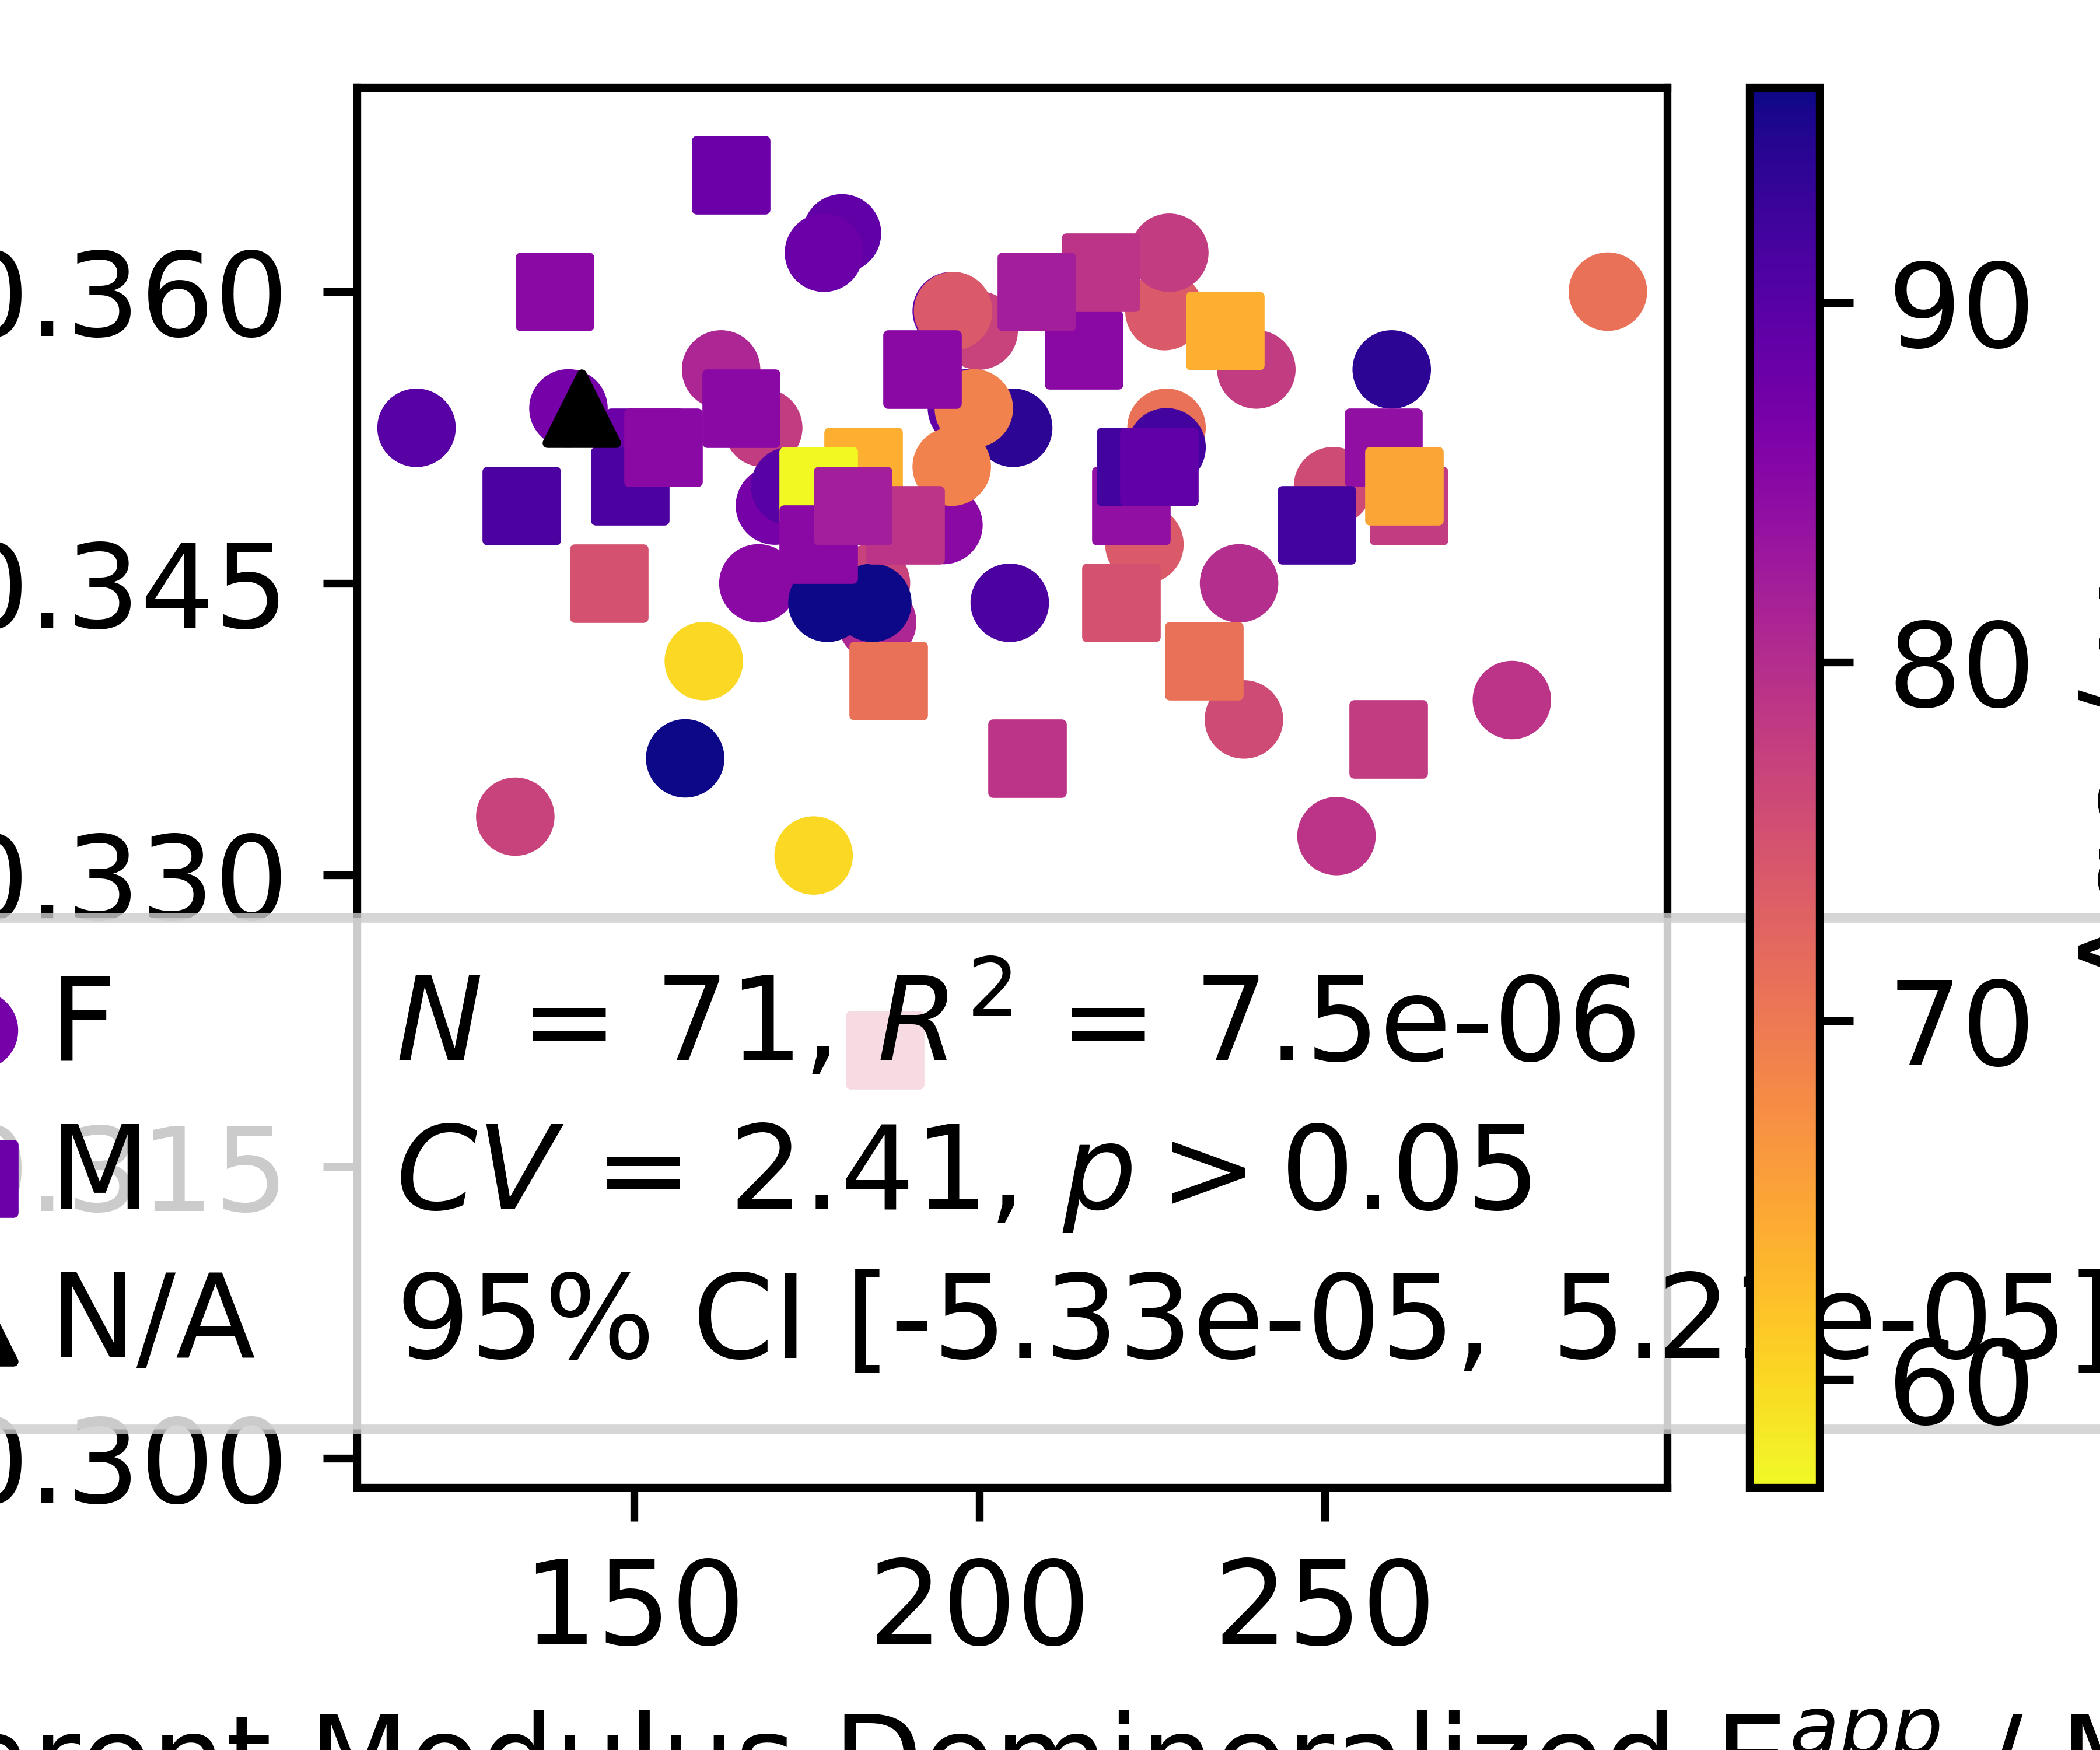 0.360
0.345
0.330
0.315
0.300
F
M
N/A
N = 71, R² = 7.5e-06
CV = 2.41, p > 0.05
95% CI [-5.33e-05, 5.2 e-05]
150 200 250
90
80
70
60
Modulus Demineralized E^app /